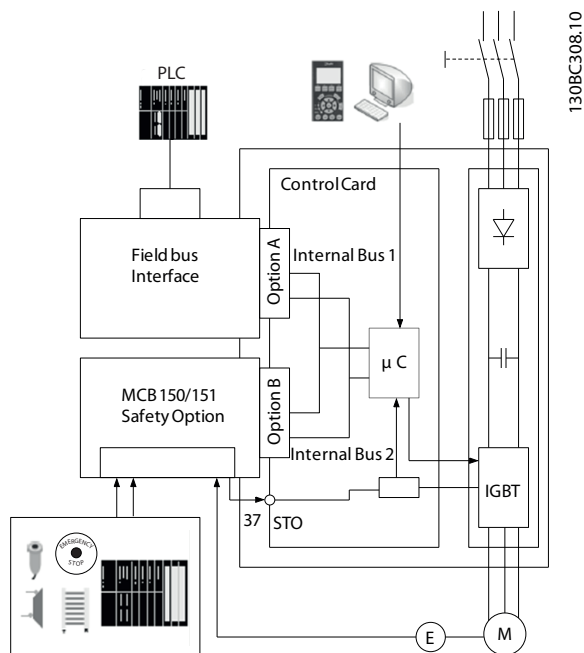 130BC308.10
PLC
Control Card
Field bus
Interface
Option A
Internal Bus 1
µ C
MCB 150/151
Safety Option
Option B
Internal Bus 2
IGBT
37
STO
EMERGENCY
STOP
E
M